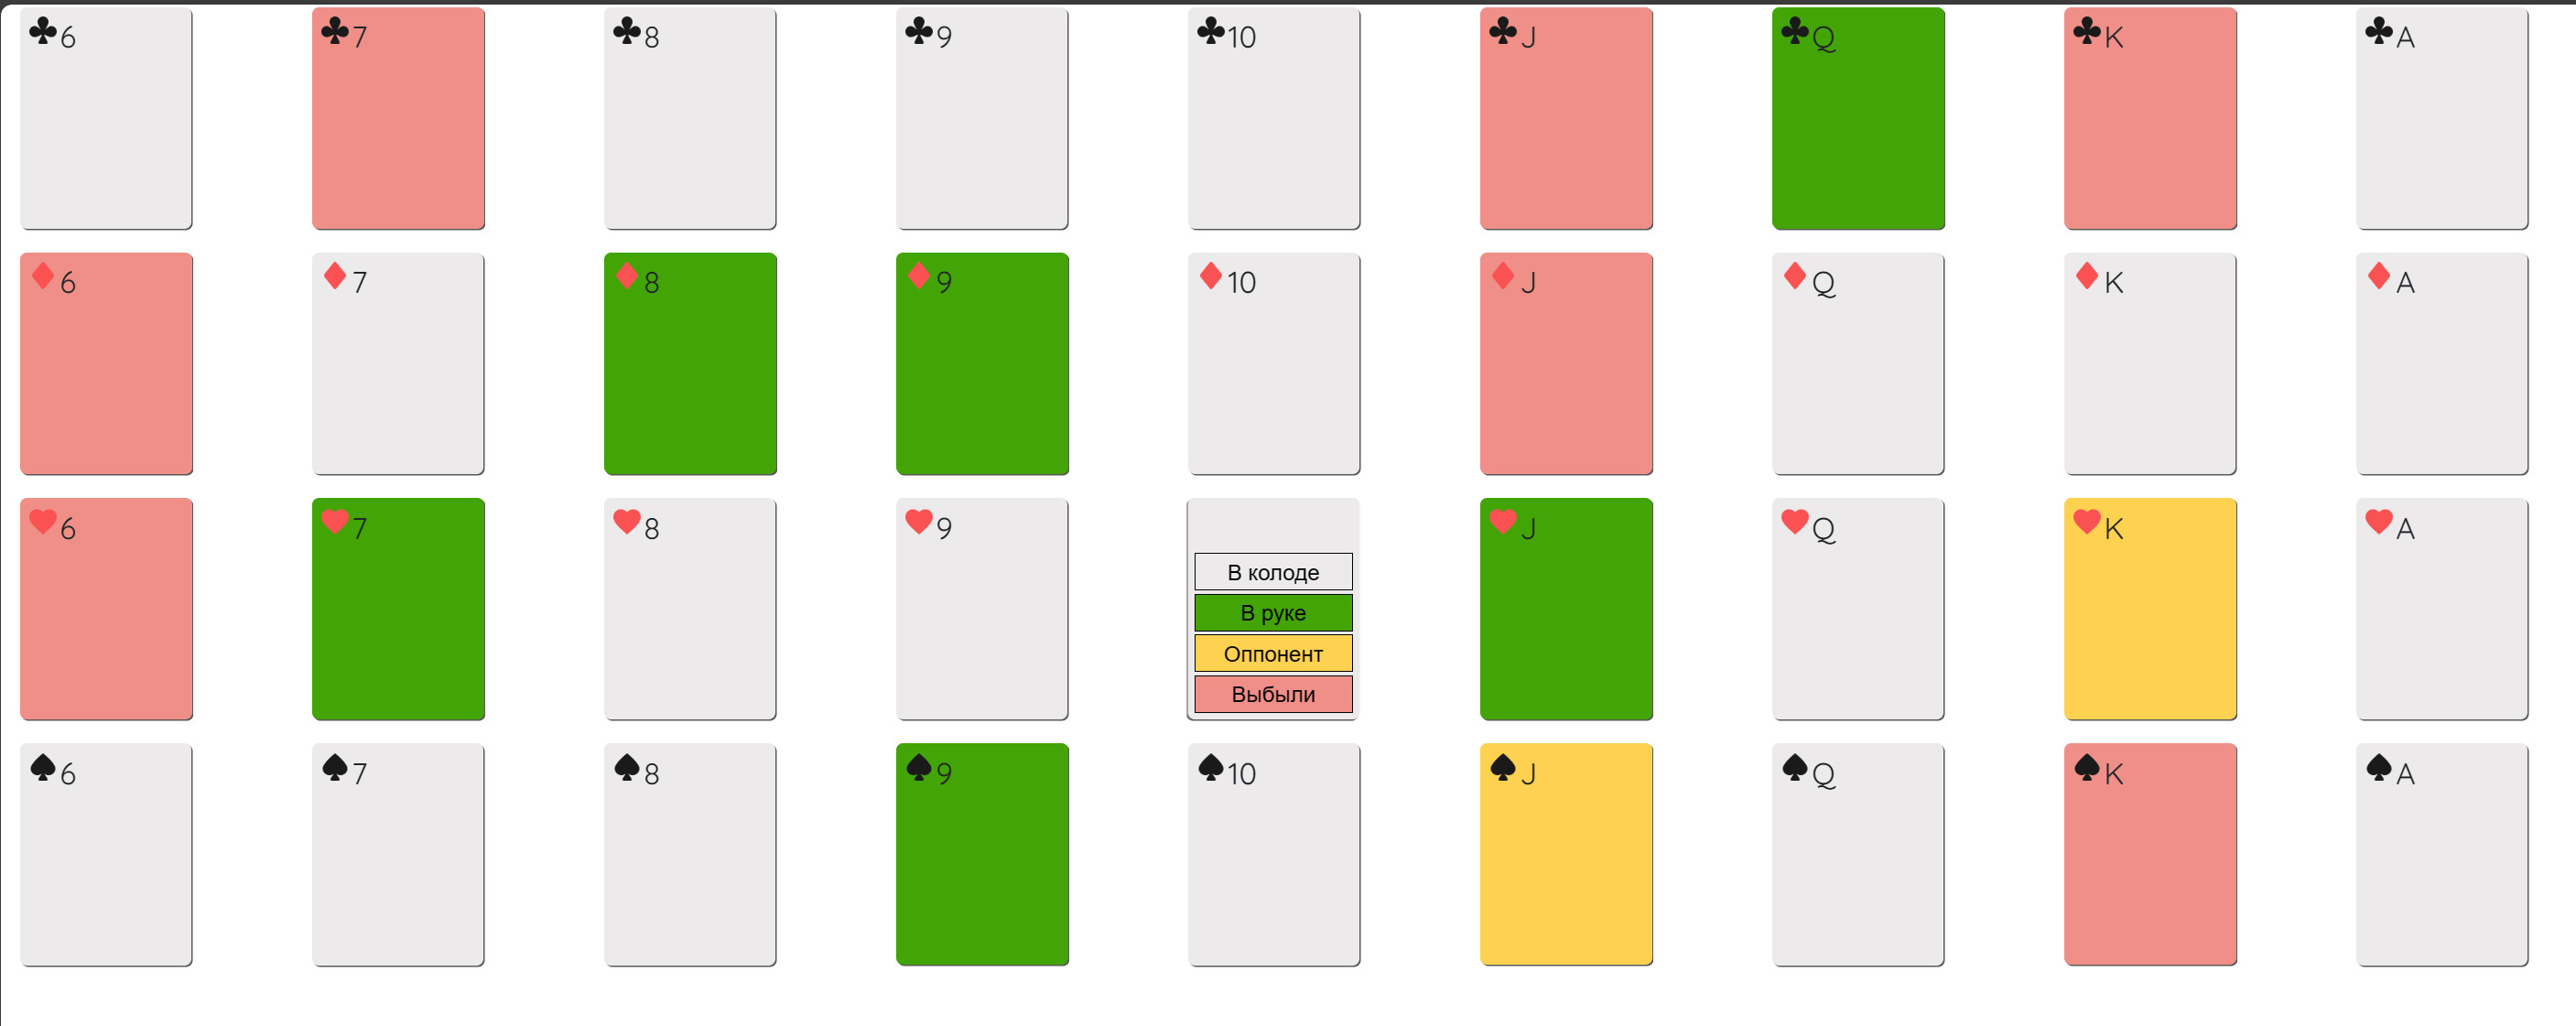 ♣6 ♣7 ♣8 ♣9 ♣10 ♣J ♣Q ♣K ♣A
♦6 ♦7 ♦8 ♦9 ♦10 ♦J ♦Q ♦K ♦A
♥6 ♥7 ♥8 ♥9 ♥J ♥Q ♥K ♥A
В колоде
В руке
Оппонент
Выбыли
♠6 ♠7 ♠8 ♠9 ♠10 ♠J ♠Q ♠K ♠A